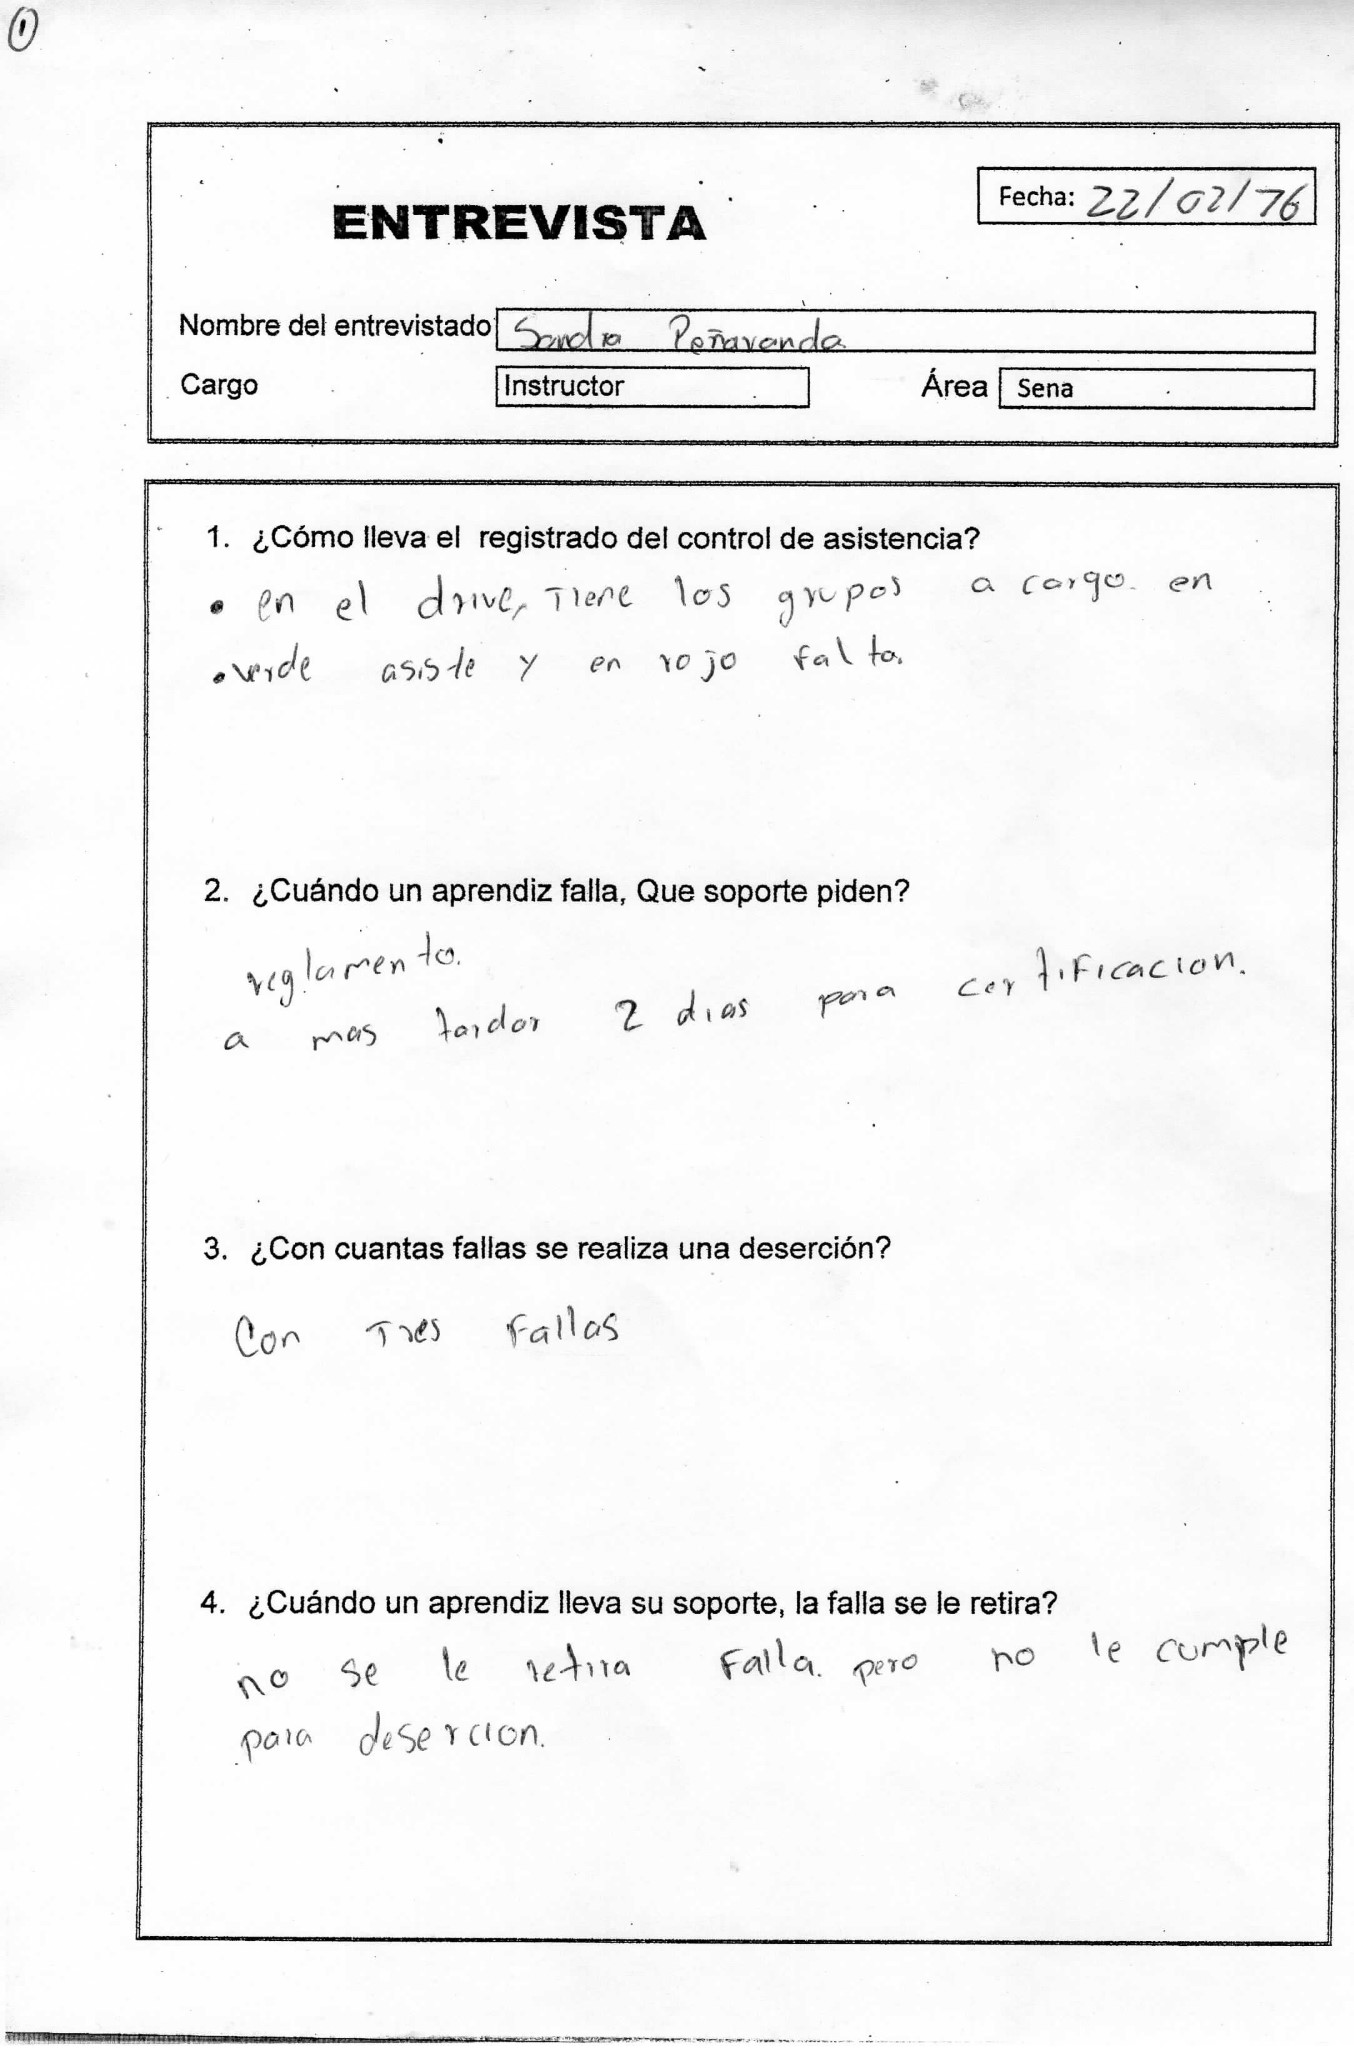 1
ENTREVISTA
Fecha: 22/02/76
Nombre del entrevistado Sandra Peñaranda
Cargo Instructor Área Sena
1. ¿Cómo lleva el registrado del control de asistencia?
• en el drive, Tiene los grupos a cargo. en
• verde asiste y en rojo falta.
2. ¿Cuándo un aprendiz falla, Que soporte piden?
reglamento.
a mas tardar 2 dias para certificacion.
3. ¿Con cuantas fallas se realiza una deserción?
Con Tres Fallas
4. ¿Cuándo un aprendiz lleva su soporte, la falla se le retira?
no se le retira Falla. pero no le cumple
para desercion.